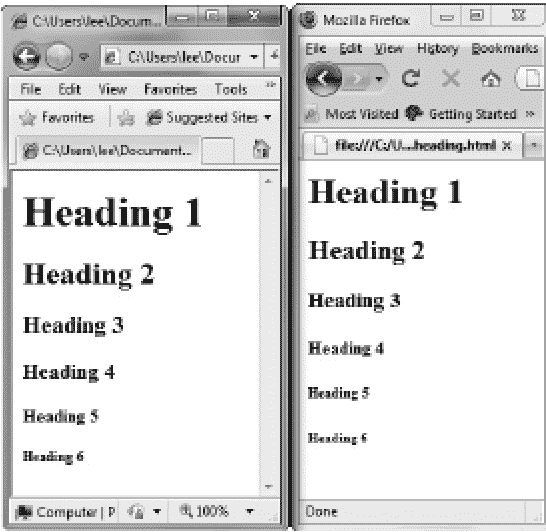 C:\Users\lee\Docum...
C:\Users\lee\Docur
File Edit View Favorites Tools »
Favorites Suggested Sites
C:\Users\lee\Document...
Heading 1
Heading 2
Heading 3
Heading 4
Heading 5
Heading 6
Computer | P 100%
Mozilla Firefox
File Edit View History Bookmarks
Most Visited Getting Started »
file:///C:/U...heading.html
Heading 1
Heading 2
Heading 3
Heading 4
Heading 5
Heading 6
Done